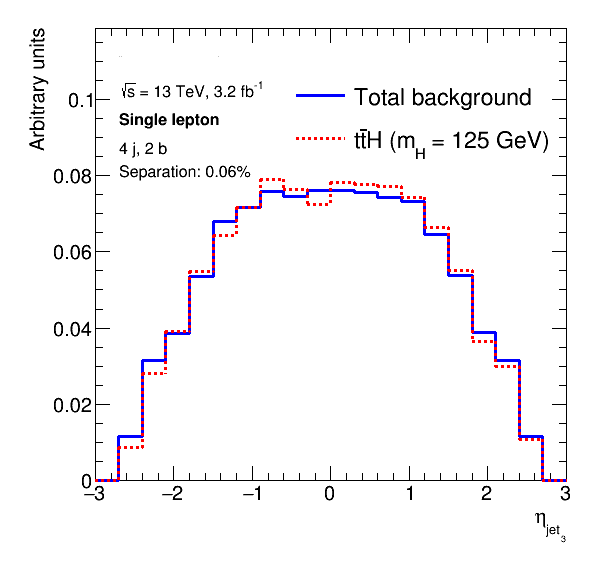 Arbitrary units
0.1
0.08
0.06
0.04
0.02
0
√s = 13 TeV, 3.2 fb⁻¹
Single lepton
4 j, 2 b
Separation: 0.06%
Total background
tt̄H (m_H = 125 GeV)
−3 −2 −1 0 1 2 3
η_jet_3